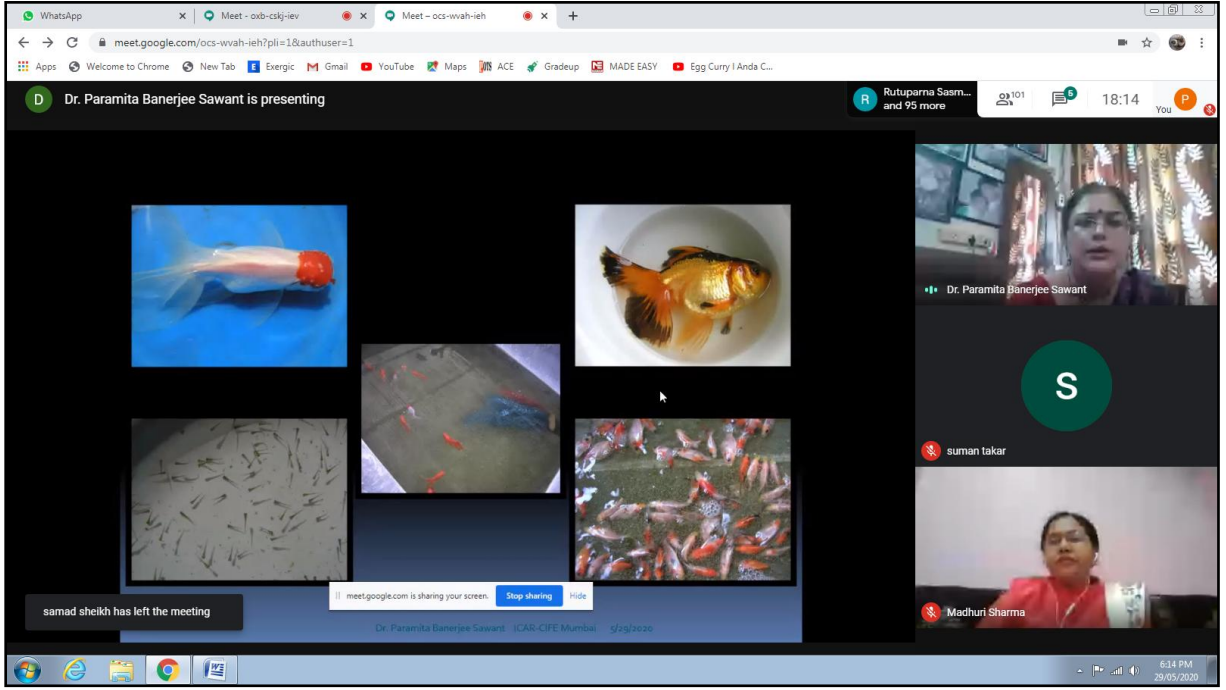 WhatsApp
Meet - oxb-cskj-iev
Meet – ocs-wvah-ieh
meet.google.com/ocs-wvah-ieh?pli=1&authuser=1
Apps
Welcome to Chrome
New Tab
Exergic
Gmail
YouTube
Maps
ACE
Gradeup
MADE EASY
Egg Curry I Anda C...
D
Dr. Paramita Banerjee Sawant is presenting
R
Rutuparna Sasm...
and 95 more
101
5
18:14
You
P
Dr. Paramita Banerjee Sawant
S
suman takar
Madhuri Sharma
samad sheikh has left the meeting
meet.google.com is sharing your screen.
Stop sharing
Hide
Dr. Paramita Banerjee Sawant ICAR-CIFE Mumbai 5/29/2020
6:14 PM
29/05/2020